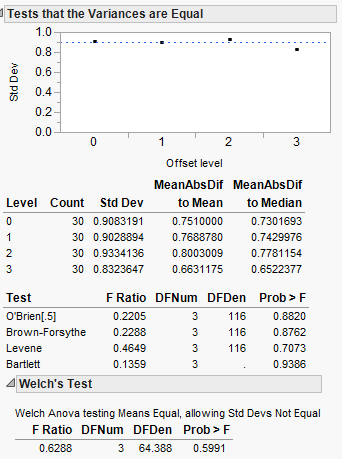 Tests that the Variances are Equal
1.0
0.8
0.6
0.4
0.2
0.0
Std Dev
0 1 2 3
Offset level
MeanAbsDif MeanAbsDif
Level Count Std Dev to Mean to Median
0 30 0.9083191 0.7510000 0.7301693
1 30 0.9028894 0.7688780 0.7429976
2 30 0.9334136 0.8003009 0.7781154
3 30 0.8323647 0.6631175 0.6522377
Test F Ratio DFNum DFDen Prob > F
O'Brien[.5] 0.2205 3 116 0.8820
Brown-Forsythe 0.2288 3 116 0.8762
Levene 0.4649 3 116 0.7073
Bartlett 0.1359 3 . 0.9386
Welch's Test
Welch Anova testing Means Equal, allowing Std Devs Not Equal
F Ratio DFNum DFDen Prob > F
0.6288 3 64.388 0.5991